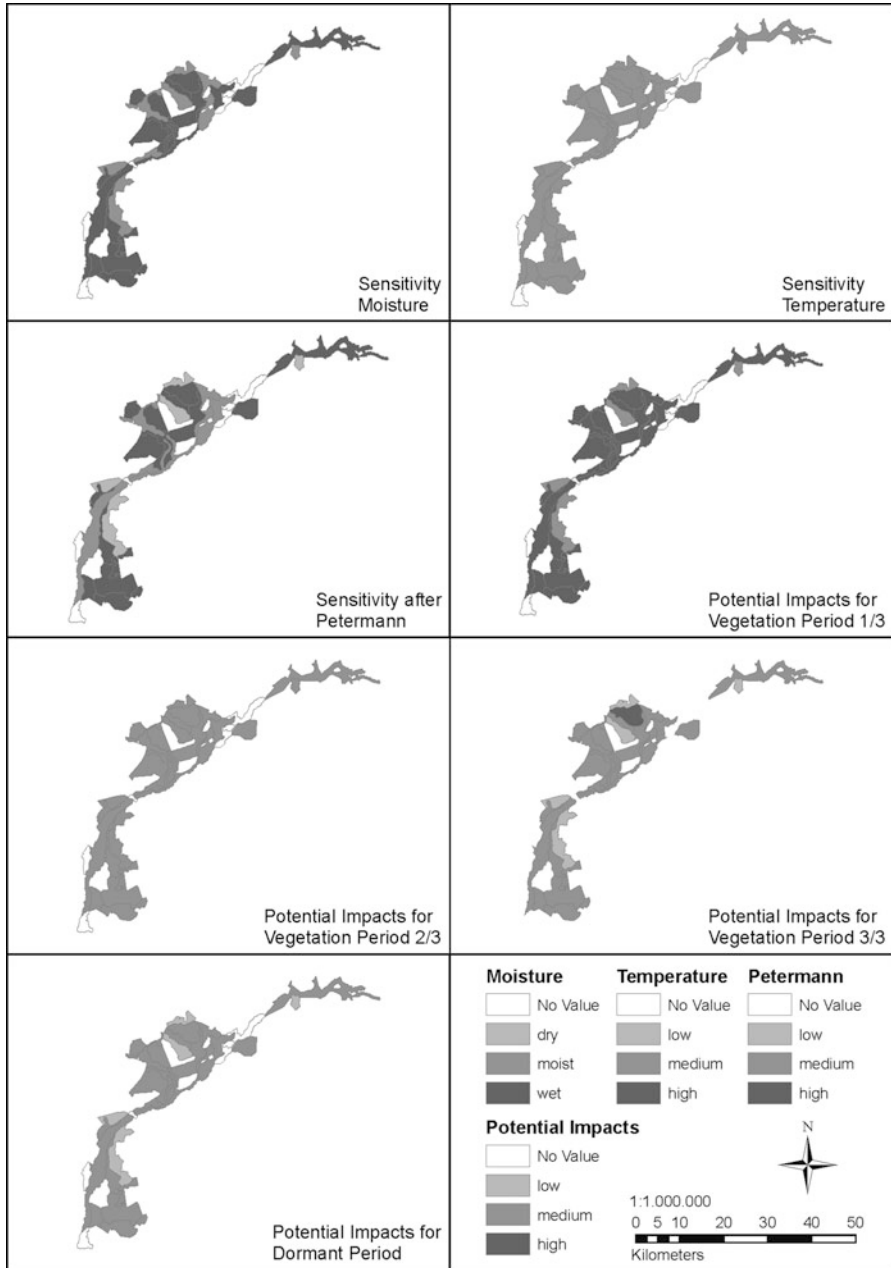 Sensitivity
Moisture
Sensitivity
Temperature
Sensitivity after
Petermann
Potential Impacts for
Vegetation Period 1/3
Potential Impacts for
Vegetation Period 2/3
Potential Impacts for
Vegetation Period 3/3
Potential Impacts for
Dormant Period
Moisture
No Value
dry
moist
wet
Temperature
No Value
low
medium
high
Petermann
No Value
low
medium
high
Potential Impacts
No Value
low
medium
high
N
1:1.000.000
0 5 10 20 30 40 50
Kilometers